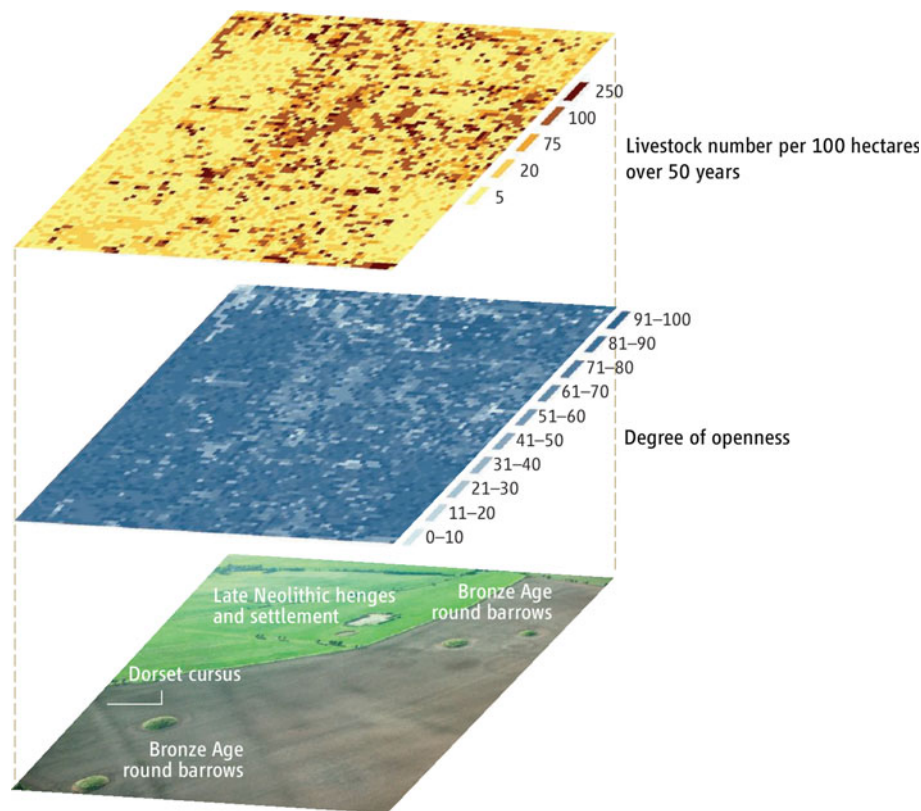 250
100
75
20
5
Livestock number per 100 hectares
over 50 years
91–100
81–90
71–80
61–70
51–60
41–50
31–40
21–30
11–20
0–10
Degree of openness
Late Neolithic henges
and settlement
Bronze Age
round barrows
Dorset cursus
Bronze Age
round barrows